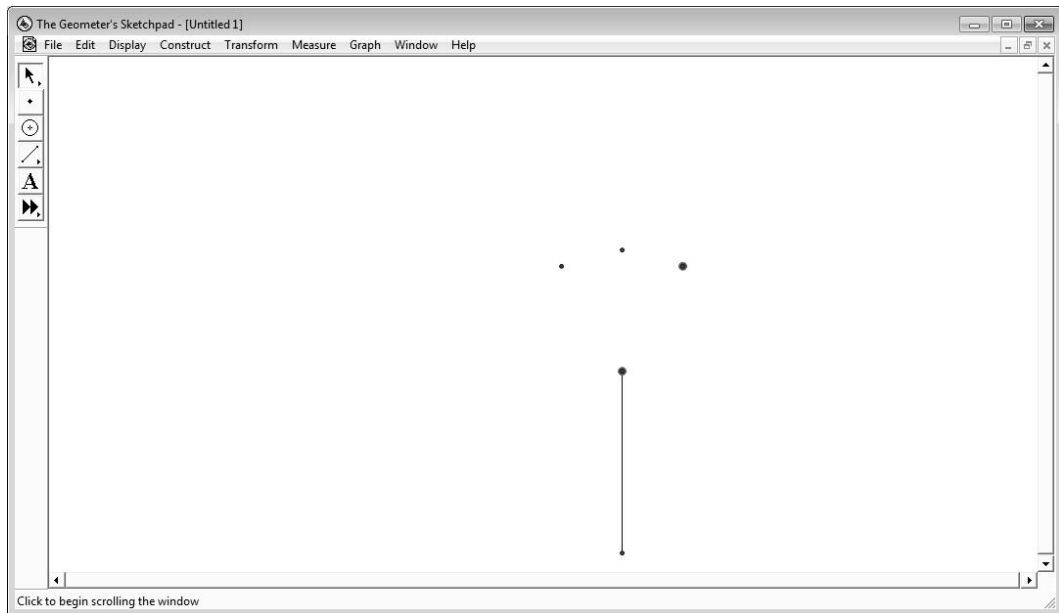 The Geometer's Sketchpad - [Untitled 1]
File Edit Display Construct Transform Measure Graph Window Help
A
Click to begin scrolling the window